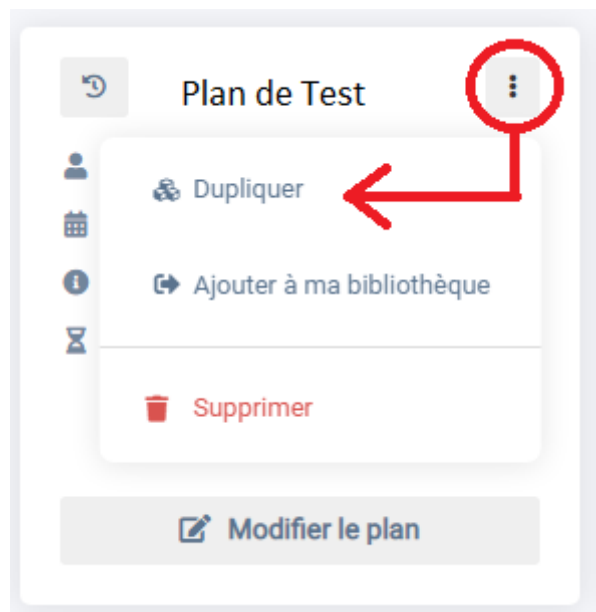 Plan de Test
Dupliquer
Ajouter à ma bibliothèque
Supprimer
Modifier le plan